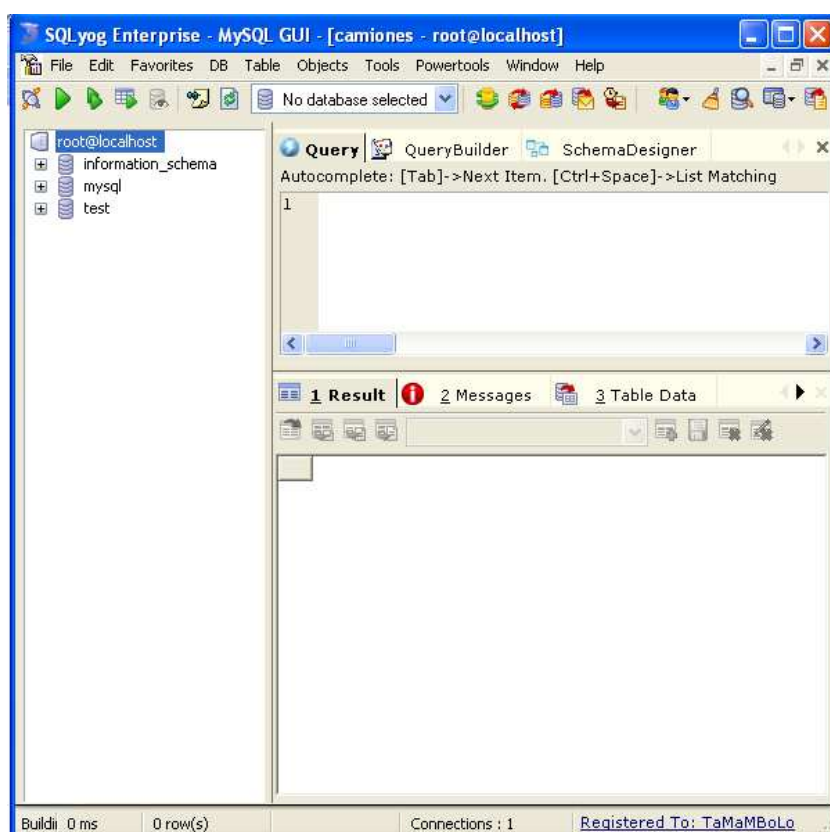 SQLyog Enterprise - MySQL GUI - [camiones - root@localhost]
File Edit Favorites DB Table Objects Tools Powertools Window Help
No database selected
root@localhost
information_schema
mysql
test
Query QueryBuilder SchemaDesigner
Autocomplete: [Tab]->Next Item. [Ctrl+Space]->List Matching
1
1 Result 2 Messages 3 Table Data
Buildi 0 ms 0 row(s) Connections : 1 Registered To: TaMaMBoLo